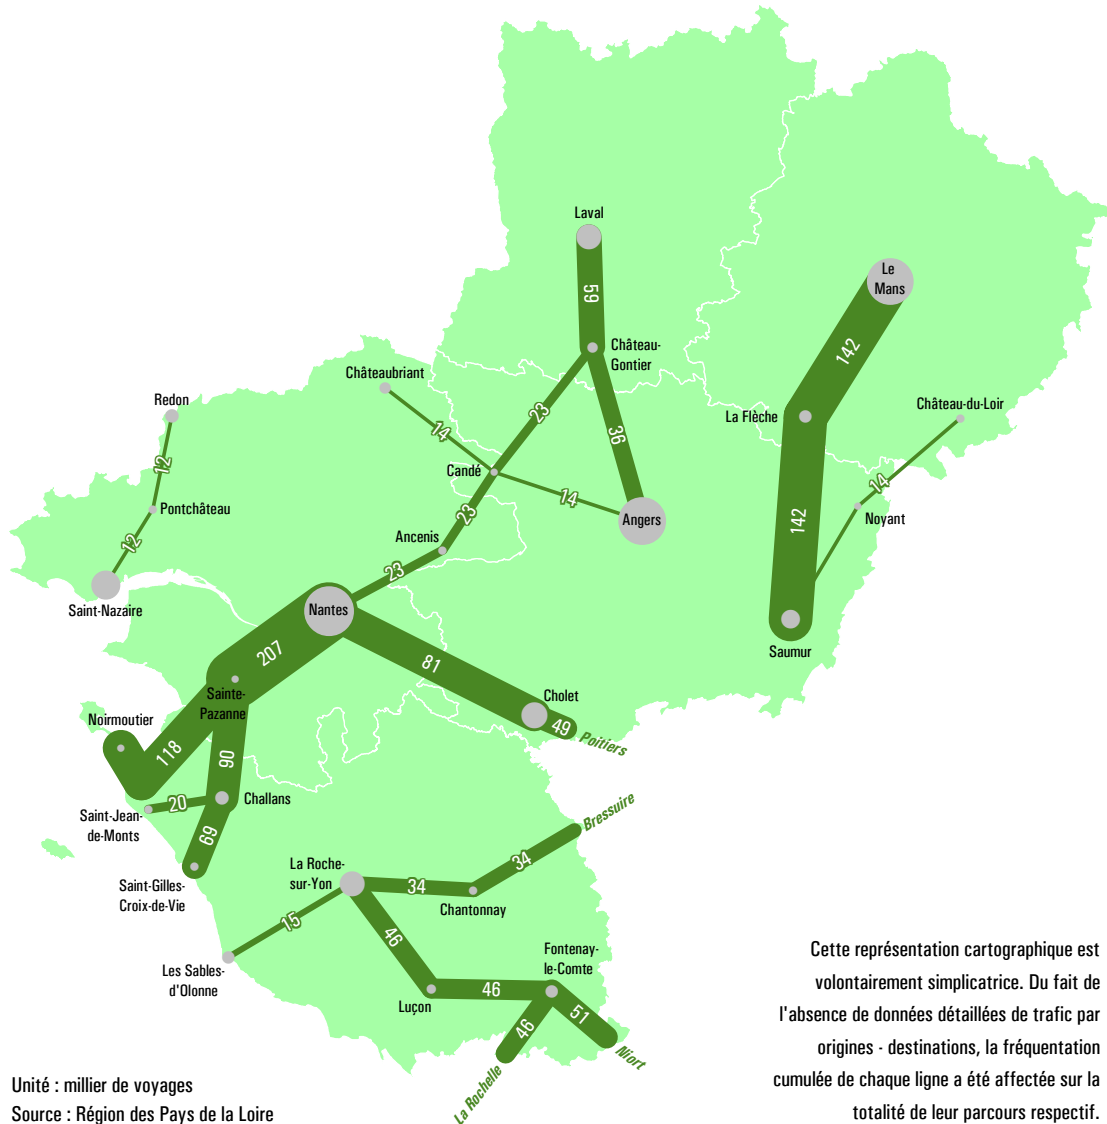 Laval
59
Château-
Gontier
Le
Mans
142
La Flèche
142
Saumur
Château-du-Loir
14
Noyant
Châteaubriant
14
23
36
Candé
14
Angers
23
Ancenis
23
Redon
12
Pontchâteau
12
Saint-Nazaire
Nantes
207
81
Sainte-
Pazanne
Cholet
49
Poitiers
Noirmoutier
118
90
20
Challans
Saint-Jean-
de-Monts
69
Saint-Gilles-
Croix-de-Vie
La Roche-
sur-Yon
34
Chantonnay
34
Bressuire
15
Les Sables-
d'Olonne
46
Luçon
46
Fontenay-
le-Comte
46
La Rochelle
51
Niort
Cette représentation cartographique est
volontairement simplicatrice. Du fait de
l'absence de données détaillées de trafic par
origines - destinations, la fréquentation
cumulée de chaque ligne a été affectée sur la
totalité de leur parcours respectif.
Unité : millier de voyages
Source : Région des Pays de la Loire